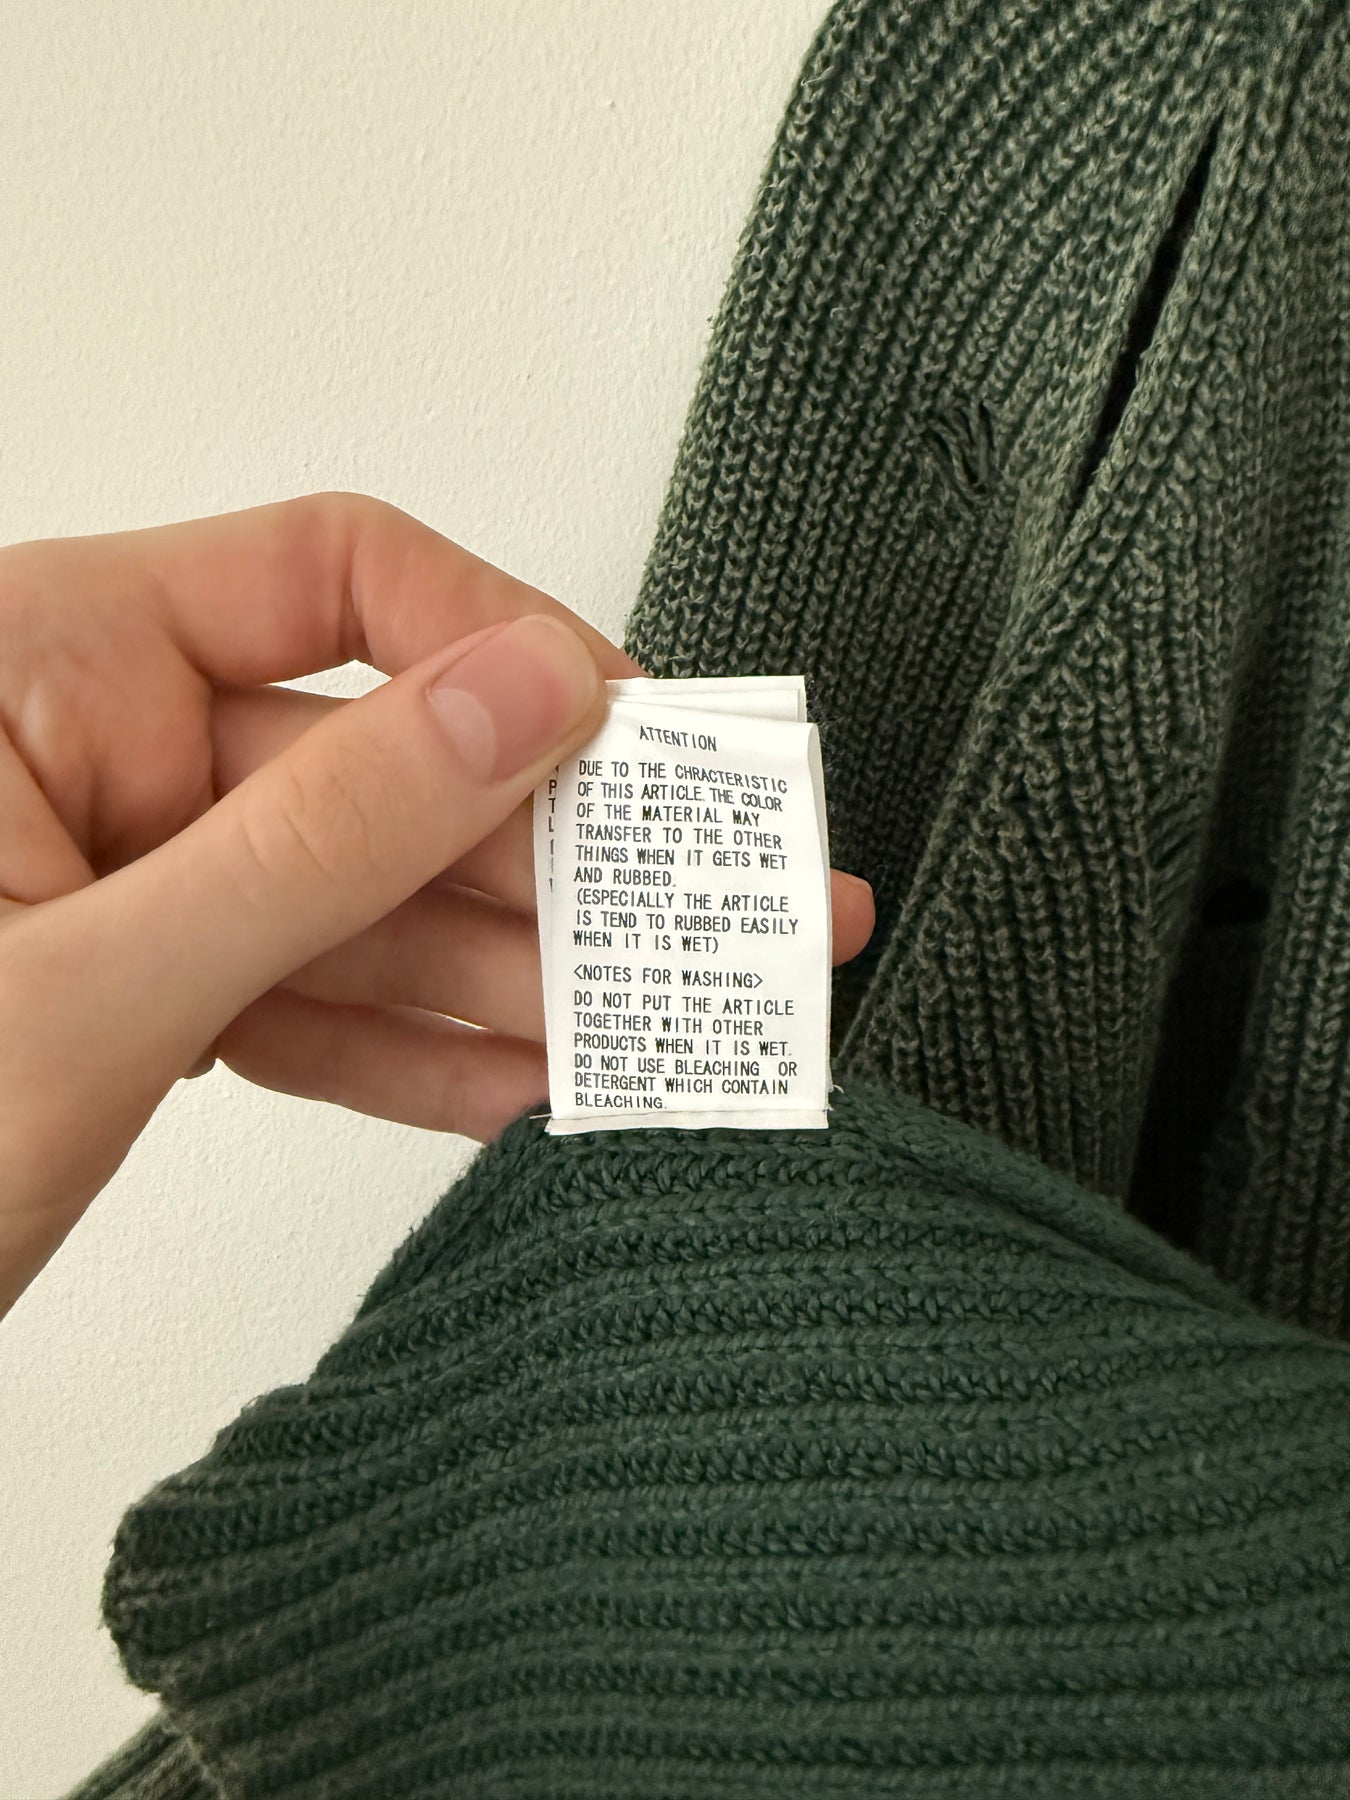 ATTENTION
DUE TO THE CHRACTERISTIC
OF THIS ARTICLE.THE COLOR
OF THE MATERIAL MAY
TRANSFER TO THE OTHER
THINGS WHEN IT GETS WET
AND RUBBED.
(ESPECIALLY THE ARTICLE
IS TEND TO RUBBED EASILY
WHEN IT IS WET)
<NOTES FOR WASHING>
DO NOT PUT THE ARTICLE
TOGETHER WITH OTHER
PRODUCTS WHEN IT IS WET.
DO NOT USE BLEACHING OR
DETERGENT WHICH CONTAIN
BLEACHING.